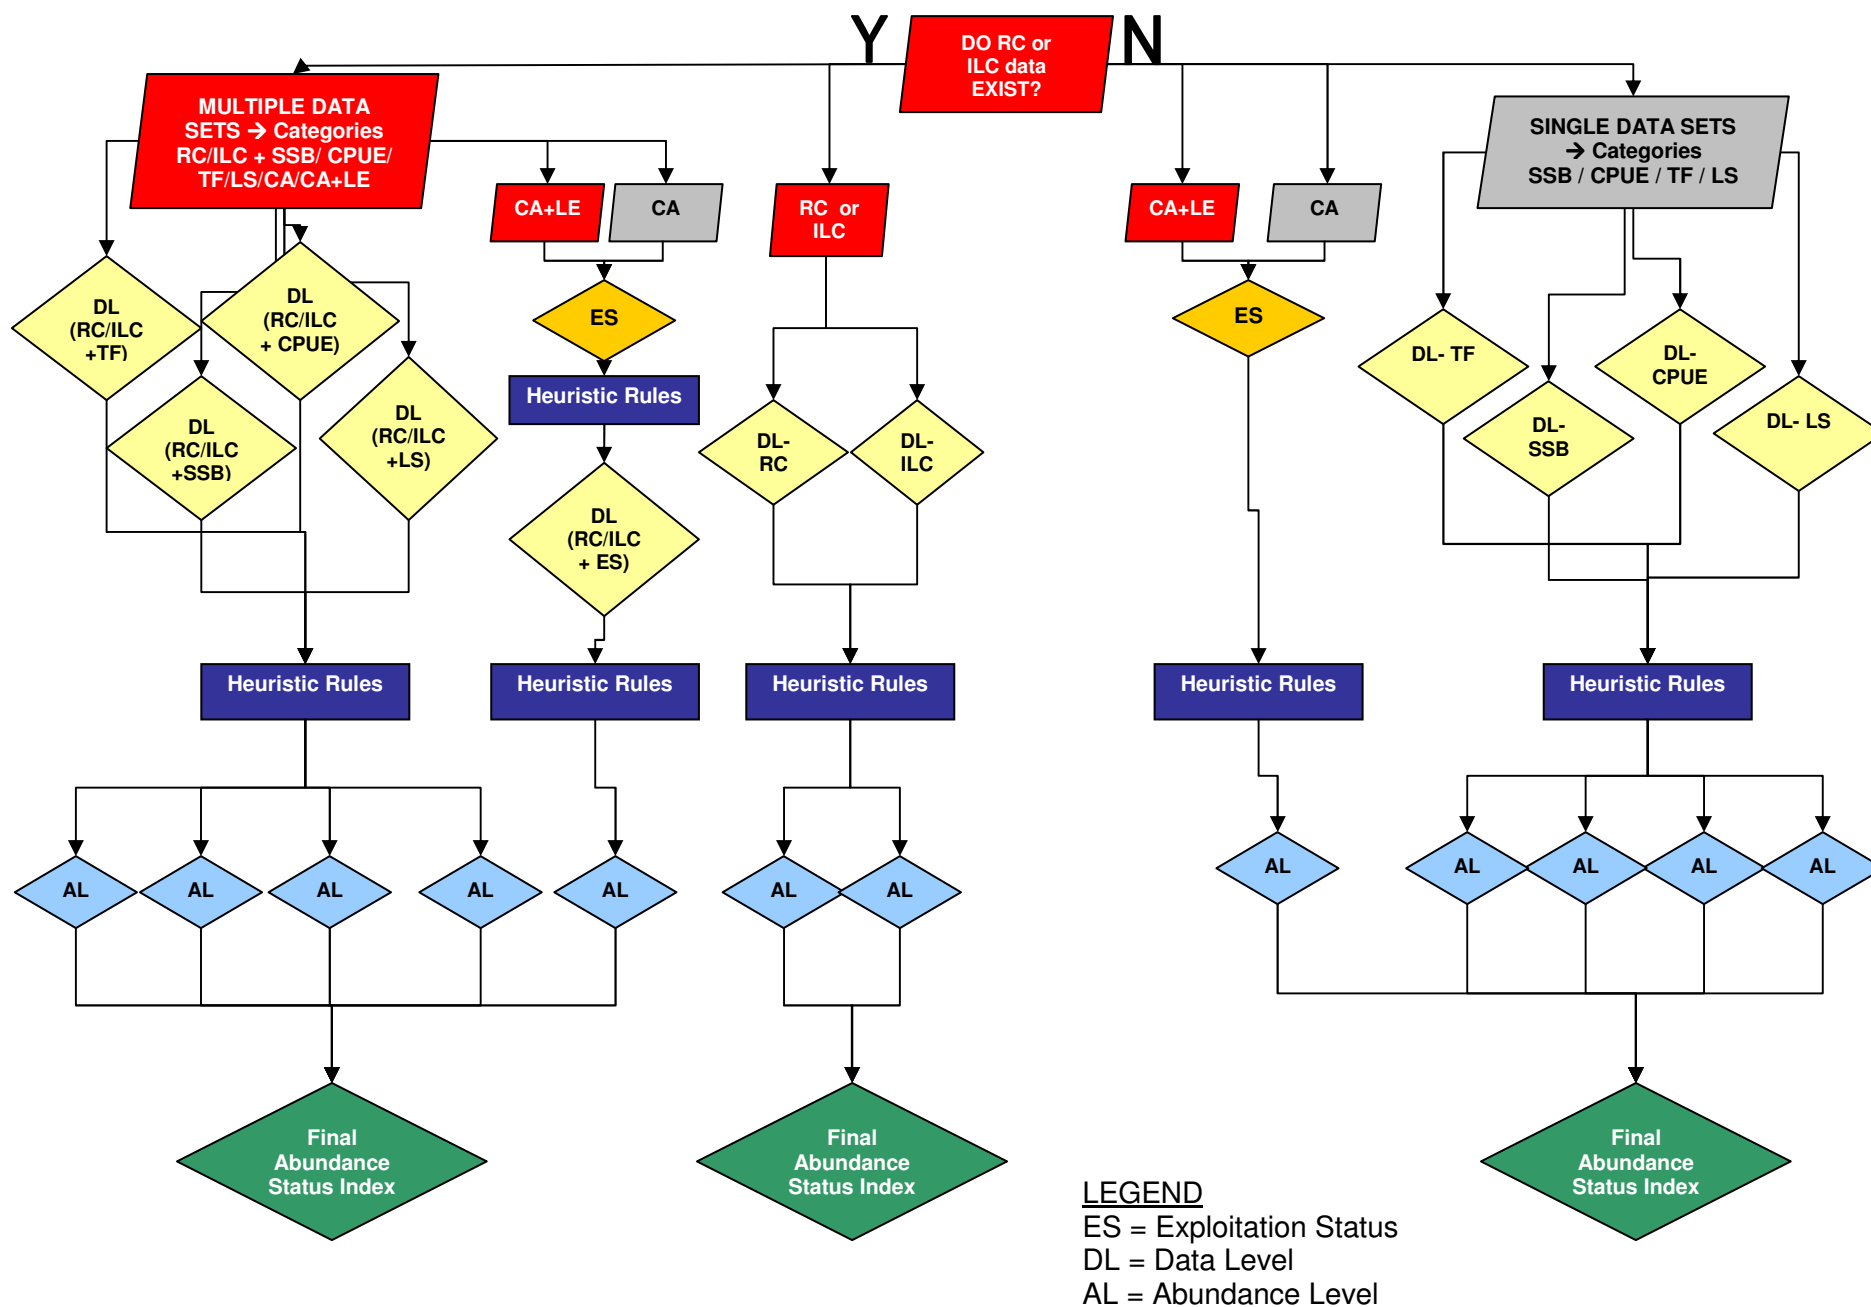 Y
DO RC or
ILC data
EXIST?
N
MULTIPLE DATA
SETS → Categories
RC/ILC + SSB/ CPUE/
TF/LS/CA/CA+LE
SINGLE DATA SETS
→ Categories
SSB / CPUE / TF / LS
CA+LE
CA
RC or
ILC
CA+LE
CA
DL
(RC/ILC
+TF)
DL
(RC/ILC
+ CPUE)
DL
(RC/ILC
+SSB)
DL
(RC/ILC
+LS)
ES
Heuristic Rules
DL
(RC/ILC
+ ES)
DL-
RC
DL-
ILC
ES
DL- TF
DL-
SSB
DL-
CPUE
DL- LS
Heuristic Rules
Heuristic Rules
Heuristic Rules
Heuristic Rules
Heuristic Rules
AL
AL
AL
AL
AL
AL
AL
AL
AL
AL
AL
AL
Final
Abundance
Status Index
Final
Abundance
Status Index
Final
Abundance
Status Index
LEGEND
ES = Exploitation Status
DL = Data Level
AL = Abundance Level